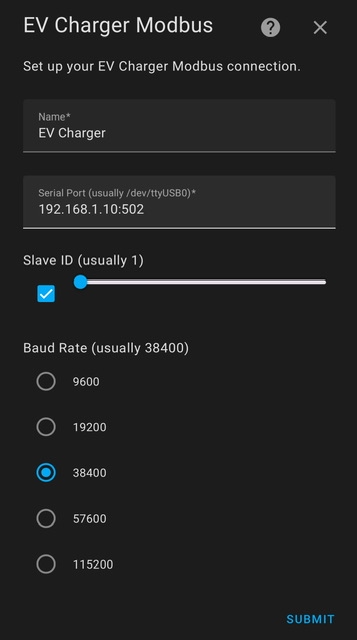 EV Charger Modbus
Set up your EV Charger Modbus connection.
Name*
EV Charger
Serial Port (usually /dev/ttyUSB0)*
192.168.1.10:502
Slave ID (usually 1)
Baud Rate (usually 38400)
9600
19200
38400
57600
115200
SUBMIT